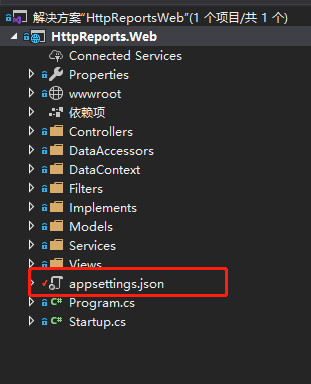 解决方案"HttpReportsWeb"(1 个项目/共 1 个)
HttpReports.Web
Connected Services
Properties
wwwroot
依赖项
Controllers
DataAccessors
DataContext
Filters
Implements
Models
Services
Views
appsettings.json
C# Program.cs
C# Startup.cs